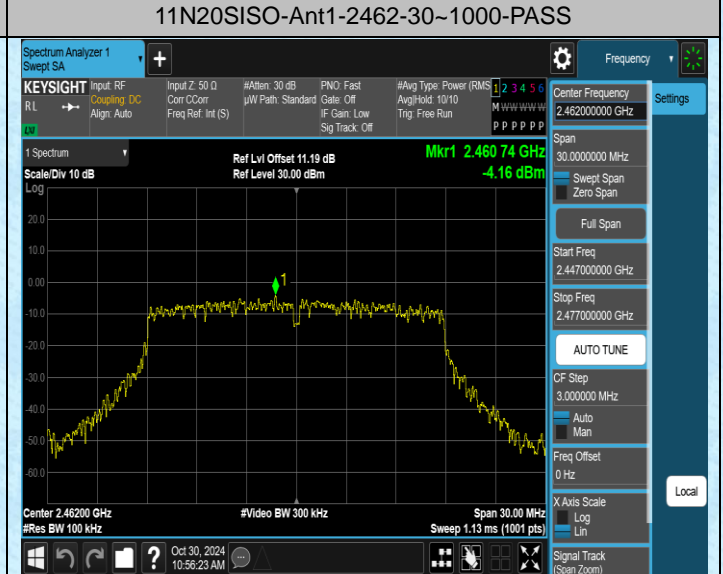 11N20SISO-Ant1-2462-30~1000-PASS
Spectrum Analyzer 1
Swept SA
+
Frequency
KEYSIGHT
RL
Input: RF
Coupling: DC
Align: Auto
Input Z: 50 Ω
Corr CCorr
Freq Ref: Int (S)
#Atten: 30 dB
µW Path: Standard
PNO: Fast
Gate: Off
IF Gain: Low
Sig Track: Off
#Avg Type: Power (RMS
Avg|Hold: 10/10
Trig: Free Run
1 2 3 4 5 6
M W W W W W
P P P P P P
1 Spectrum
Scale/Div 10 dB
Ref Lvl Offset 11.19 dB
Ref Level 30.00 dBm
Mkr1 2.460 74 GHz
-4.16 dBm
Log
20.0
10.0
0.00
-10.0
-20.0
-30.0
-40.0
-50.0
-60.0
1
Center 2.46200 GHz
#Res BW 100 kHz
#Video BW 300 kHz
Span 30.00 MHz
Sweep 1.13 ms (1001 pts)
Center Frequency
2.462000000 GHz
Settings
Span
30.0000000 MHz
Swept Span
Zero Span
Full Span
Start Freq
2.447000000 GHz
Stop Freq
2.477000000 GHz
AUTO TUNE
CF Step
3.000000 MHz
Auto
Man
Freq Offset
0 Hz
X Axis Scale
Log
Lin
Local
Signal Track
(Span Zoom)
?
Oct 30, 2024
10:56:23 AM